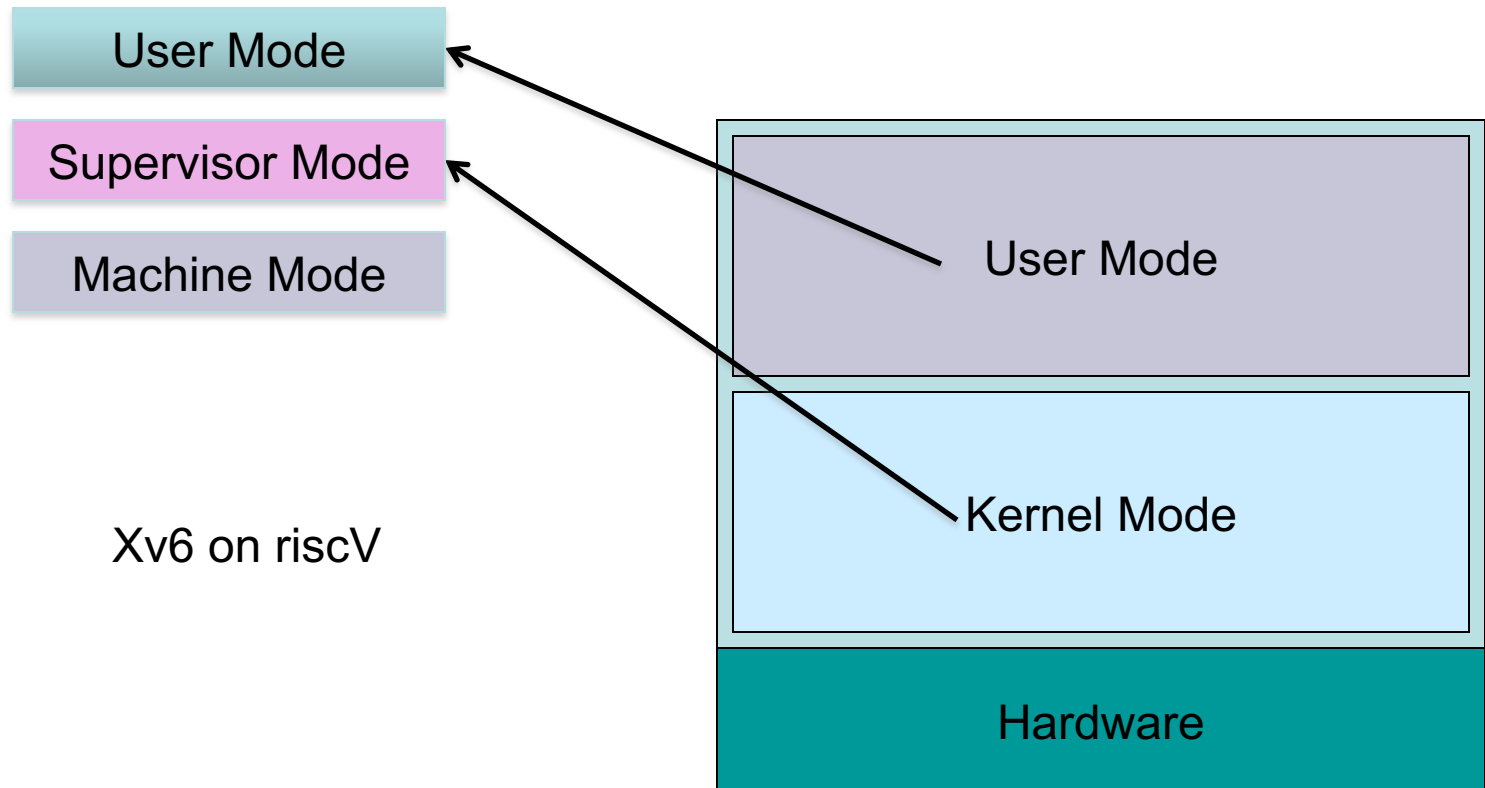 User Mode
Supervisor Mode
Machine Mode
Xv6 on riscV
User Mode
Kernel Mode
Hardware